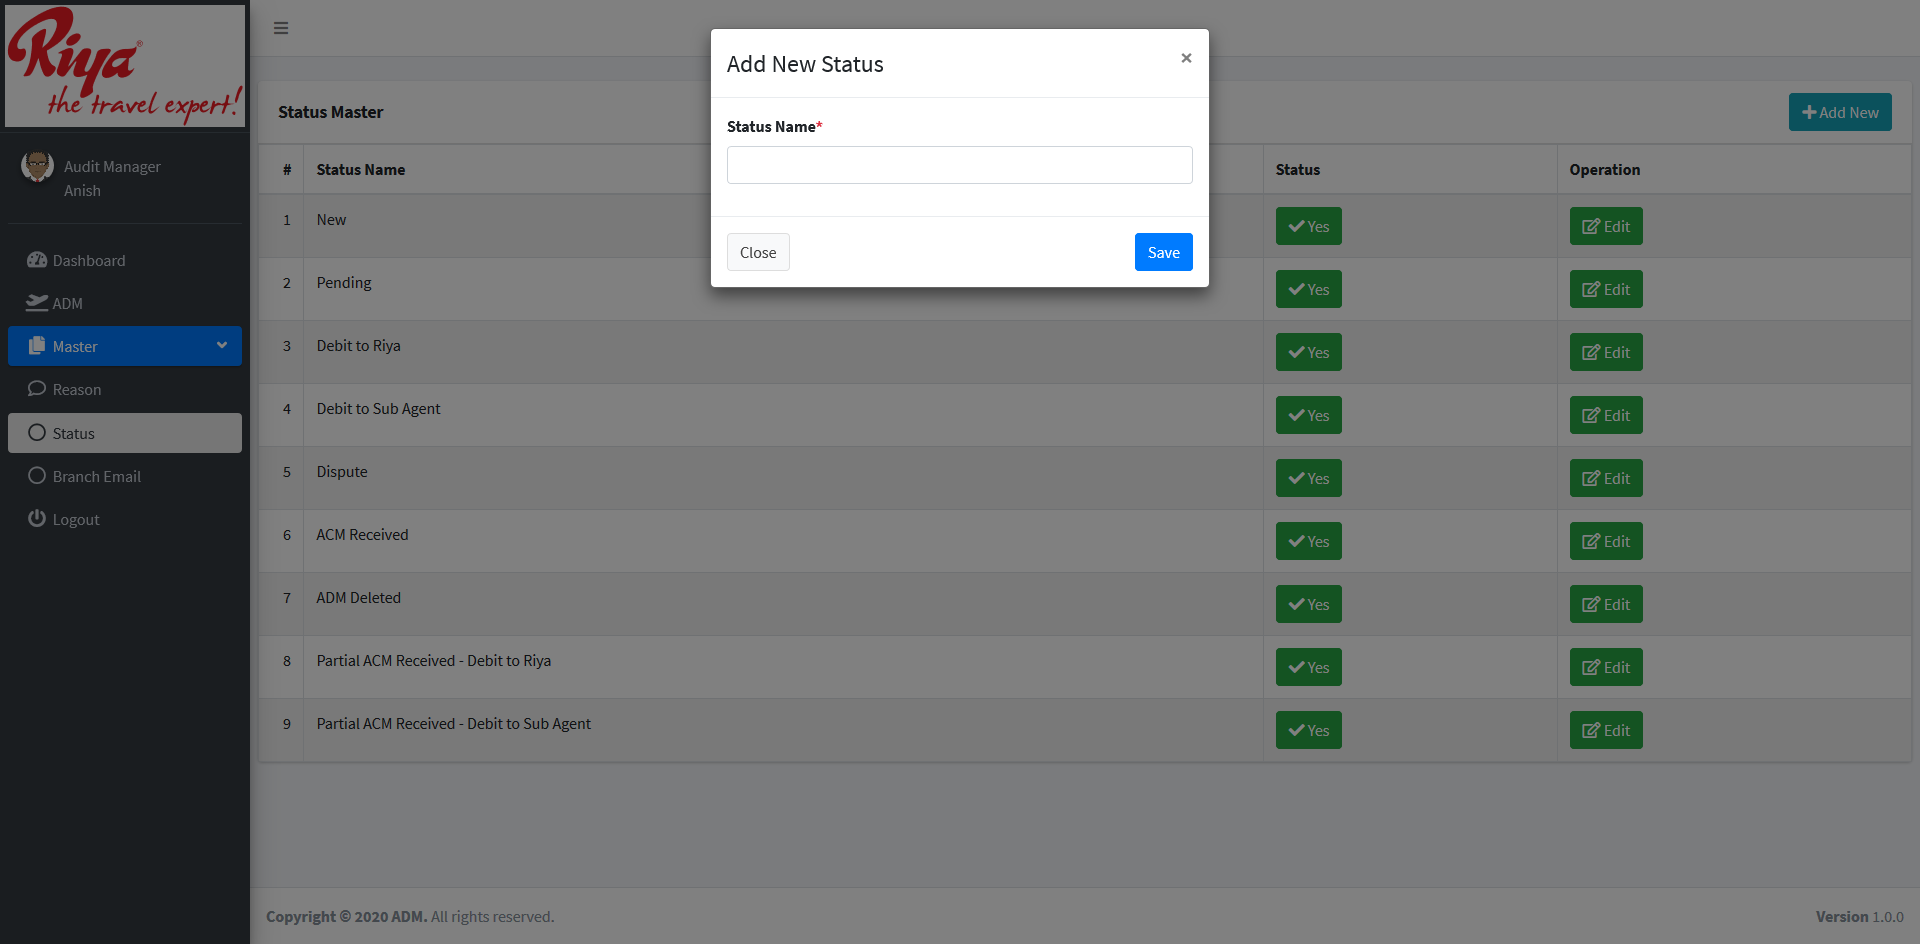 Riya®
the travel expert!
Audit Manager
Anish
Dashboard
ADM
Master
Reason
Status
Branch Email
Logout
Add New Status
×
Status Name*
Close
Save
Status Master
Add New
# Status Name Status Operation
1 New Yes Edit
2 Pending Yes Edit
3 Debit to Riya Yes Edit
4 Debit to Sub Agent Yes Edit
5 Dispute Yes Edit
6 ACM Received Yes Edit
7 ADM Deleted Yes Edit
8 Partial ACM Received - Debit to Riya Yes Edit
9 Partial ACM Received - Debit to Sub Agent Yes Edit
Copyright © 2020 ADM. All rights reserved.
Version 1.0.0